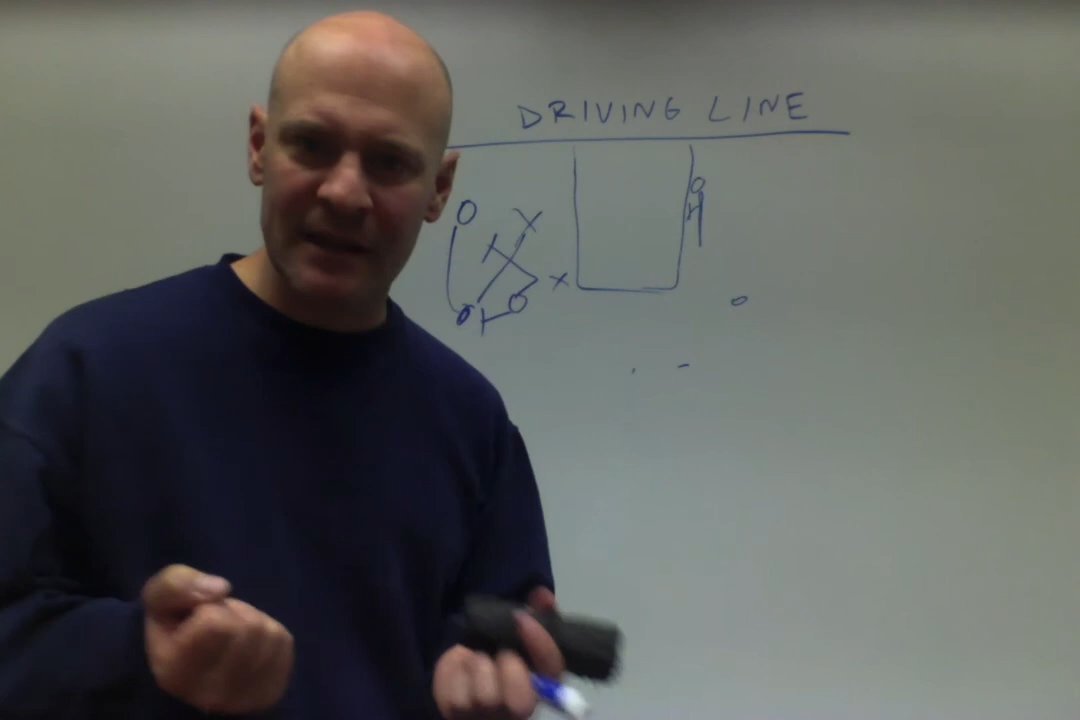 DRIVING LINE
O X
X
O O
O
O